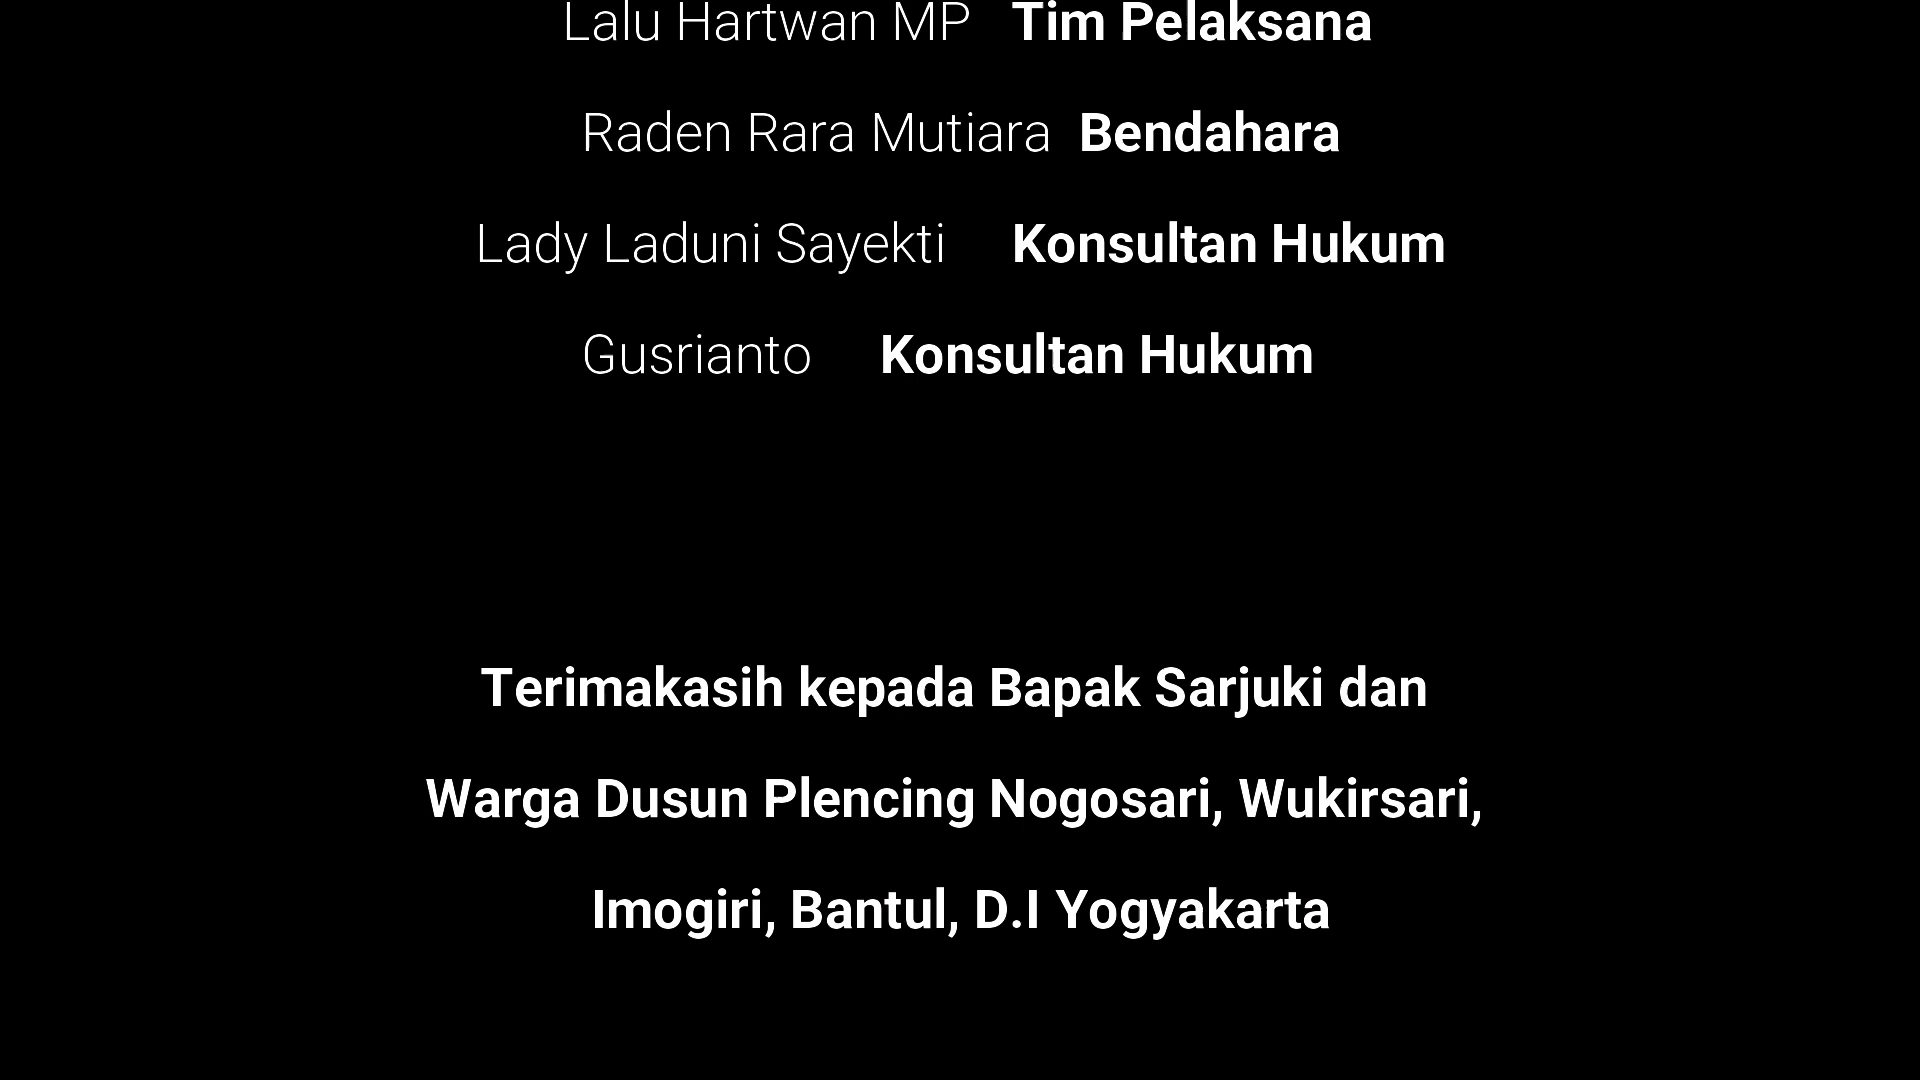 Lalu Hartwan MP Tim Pelaksana
Raden Rara Mutiara Bendahara
Lady Laduni Sayekti Konsultan Hukum
Gusrianto Konsultan Hukum
Terimakasih kepada Bapak Sarjuki dan
Warga Dusun Plencing Nogosari, Wukirsari,
Imogiri, Bantul, D.I Yogyakarta